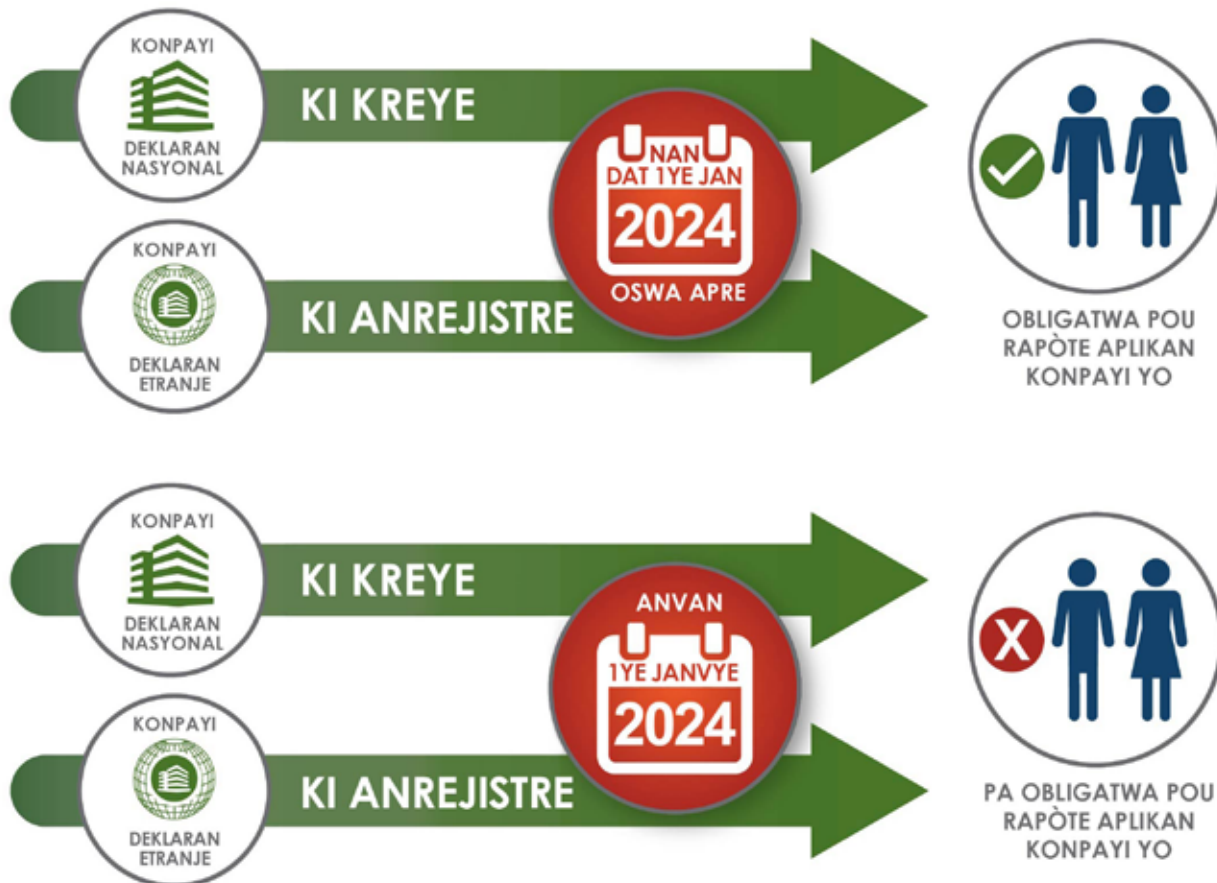 KONPAYI
DEKLARAN
NASYONAL
KI KREYE
KONPAYI
DEKLARAN
ETRANJE
KI ANREJISTRE
NAN
DAT 1YE JAN
2024
OSWA APRE
OBLIGATWA POU
RAPÒTE APLIKAN
KONPAYI YO
KONPAYI
DEKLARAN
NASYONAL
KI KREYE
KONPAYI
DEKLARAN
ETRANJE
KI ANREJISTRE
ANVAN
1YE JANVYE
2024
X
PA OBLIGATWA POU
RAPÒTE APLIKAN
KONPAYI YO